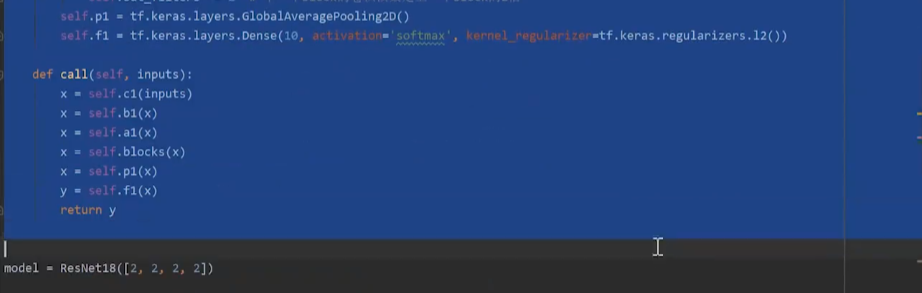 self.p1 = tf.keras.layers.GlobalAveragePooling2D()
self.f1 = tf.keras.layers.Dense(10, activation='softmax', kernel_regularizer=tf.keras.regularizers.l2())
def call(self, inputs):
x = self.c1(inputs)
x = self.b1(x)
x = self.a1(x)
x = self.blocks(x)
x = self.p1(x)
y = self.f1(x)
return y
model = ResNet18([2, 2, 2, 2])